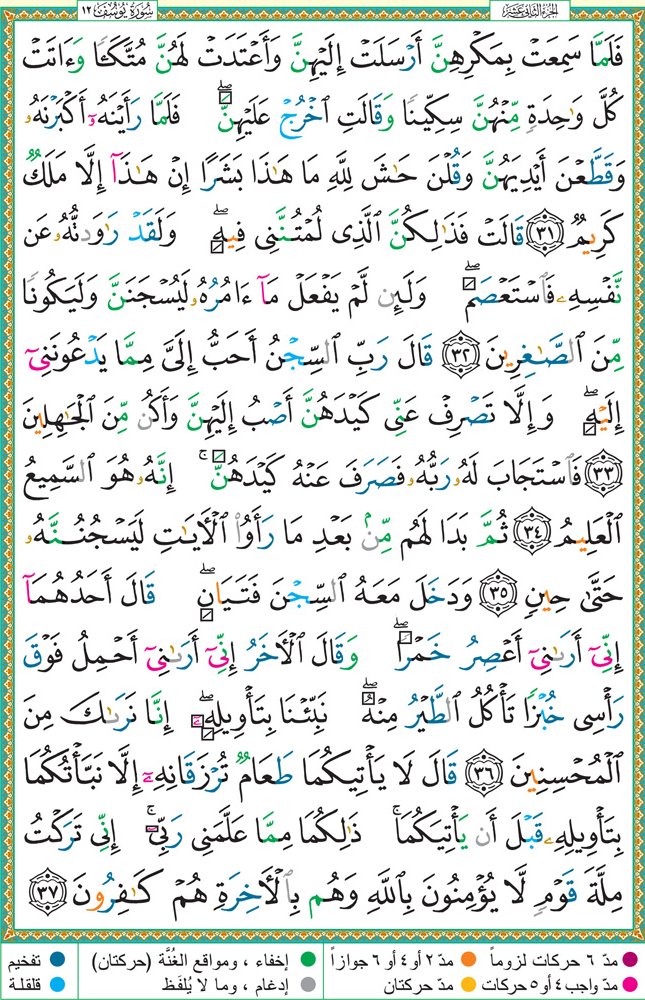 الجزء الثاني عشر
سورة يوسف ١٢
فَلَمَّا سَمِعَتْ بِمَكْرِهِنَّ أَرْسَلَتْ إِلَيْهِنَّ وَأَعْتَدَتْ لَهُنَّ مُتَّكَـًٔا وَءَاتَتْ
كُلَّ وَٰحِدَةٍ مِّنْهُنَّ سِكِّينًا وَقَالَتِ ٱخْرُجْ عَلَيْهِنَّ ۖ فَلَمَّا رَأَيْنَهُۥٓ أَكْبَرْنَهُۥ
وَقَطَّعْنَ أَيْدِيَهُنَّ وَقُلْنَ حَـٰشَ لِلَّهِ مَا هَـٰذَا بَشَرًا إِنْ هَـٰذَآ إِلَّا مَلَكٌ
كَرِيمٌ ﴿٣١﴾ قَالَتْ فَذَٰلِكُنَّ ٱلَّذِى لُمْتُنَّنِى فِيهِ ۖ وَلَقَدْ رَٰوَدتُّهُۥ عَن
نَّفْسِهِۦ فَٱسْتَعْصَمَ ۖ وَلَئِن لَّمْ يَفْعَلْ مَآ ءَامُرُهُۥ لَيُسْجَنَنَّ وَلَيَكُونًا
مِّنَ ٱلصَّـٰغِرِينَ ﴿٣٢﴾ قَالَ رَبِّ ٱلسِّجْنُ أَحَبُّ إِلَىَّ مِمَّا يَدْعُونَنِىٓ
إِلَيْهِ ۖ وَإِلَّا تَصْرِفْ عَنِّى كَيْدَهُنَّ أَصْبُ إِلَيْهِنَّ وَأَكُن مِّنَ ٱلْجَـٰهِلِينَ
﴿٣٣﴾ فَٱسْتَجَابَ لَهُۥ رَبُّهُۥ فَصَرَفَ عَنْهُ كَيْدَهُنَّ ۚ إِنَّهُۥ هُوَ ٱلسَّمِيعُ
ٱلْعَلِيمُ ﴿٣٤﴾ ثُمَّ بَدَا لَهُم مِّنۢ بَعْدِ مَا رَأَوُا۟ ٱلْـَٔايَـٰتِ لَيَسْجُنُنَّهُۥ
حَتَّىٰ حِينٍ ﴿٣٥﴾ وَدَخَلَ مَعَهُ ٱلسِّجْنَ فَتَيَانِ ۖ قَالَ أَحَدُهُمَآ
إِنِّىٓ أَرَىٰنِىٓ أَعْصِرُ خَمْرًا ۖ وَقَالَ ٱلْـَٔاخَرُ إِنِّىٓ أَرَىٰنِىٓ أَحْمِلُ فَوْقَ
رَأْسِى خُبْزًا تَأْكُلُ ٱلطَّيْرُ مِنْهُ ۖ نَبِّئْنَا بِتَأْوِيلِهِۦٓ ۖ إِنَّا نَرَىٰكَ مِنَ
ٱلْمُحْسِنِينَ ﴿٣٦﴾ قَالَ لَا يَأْتِيكُمَا طَعَامٌ تُرْزَقَانِهِۦٓ إِلَّا نَبَّأْتُكُمَا
بِتَأْوِيلِهِۦ قَبْلَ أَن يَأْتِيَكُمَا ۚ ذَٰلِكُمَا مِمَّا عَلَّمَنِى رَبِّىٓ ۚ إِنِّى تَرَكْتُ
مِلَّةَ قَوْمٍ لَّا يُؤْمِنُونَ بِٱللَّهِ وَهُم بِٱلْـَٔاخِرَةِ هُمْ كَـٰفِرُونَ ﴿٣٧﴾
مدّ ٦ حركات لزوماً مدّ ٢ أو ٤ أو ٦ جوازاً إخفاء ، ومواقع الغُنَّة (حركتان) تفخيم
مدّ واجب ٤ أو ٥ حركات مدّ حركتان إدغام ، وما لا يُلفَظ قلقلة